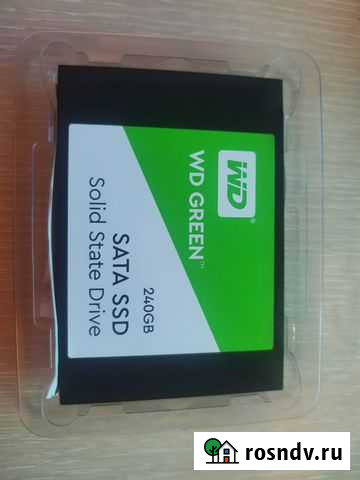 WD
WD GREEN™
240GB
SATA SSD
Solid State Drive
rosndv.ru